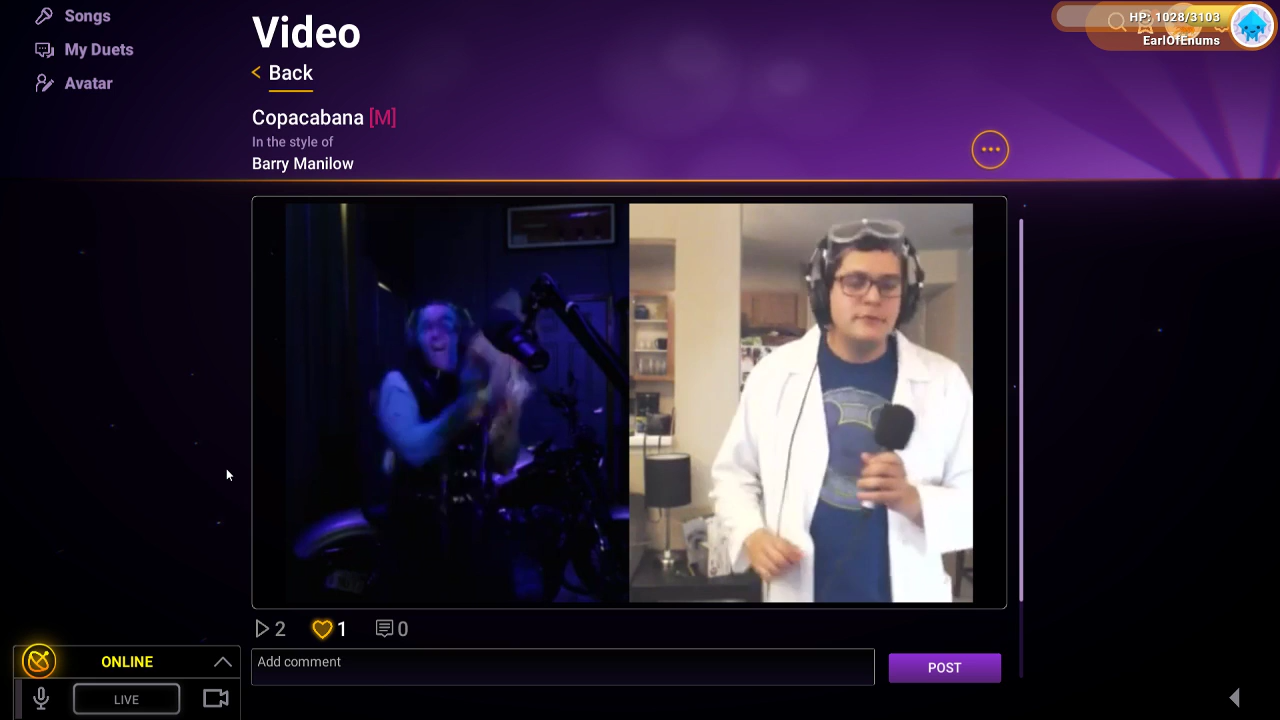 Songs
My Duets
Avatar
Video
Back
Copacabana [M]
In the style of
Barry Manilow
HP: 1028/3103
EarlOfEnums
2
1
0
Add comment
POST
ONLINE
LIVE